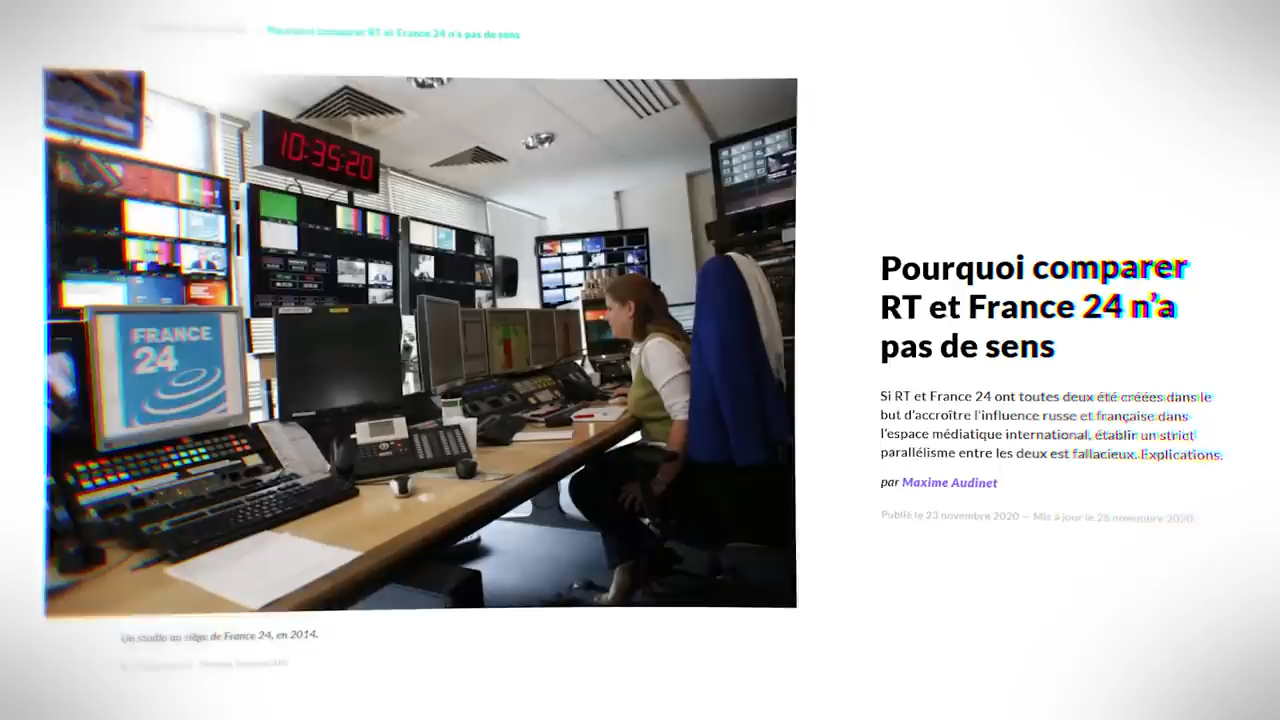 Pourquoi comparer RT et France 24 n'a pas de sens
10:35:20
FRANCE
24
Pourquoi comparer
RT et France 24 n'a
pas de sens
Si RT et France 24 ont toutes deux été créées dans le
but d'accroître l'influence russe et française dans
l'espace médiatique international, établir un strict
parallélisme entre les deux est fallacieux. Explications.
par Maxime Audinet
Publié le 23 novembre 2020 — Mis à jour le 26 novembre 2020
Un studio au siège de France 24, en 2014.